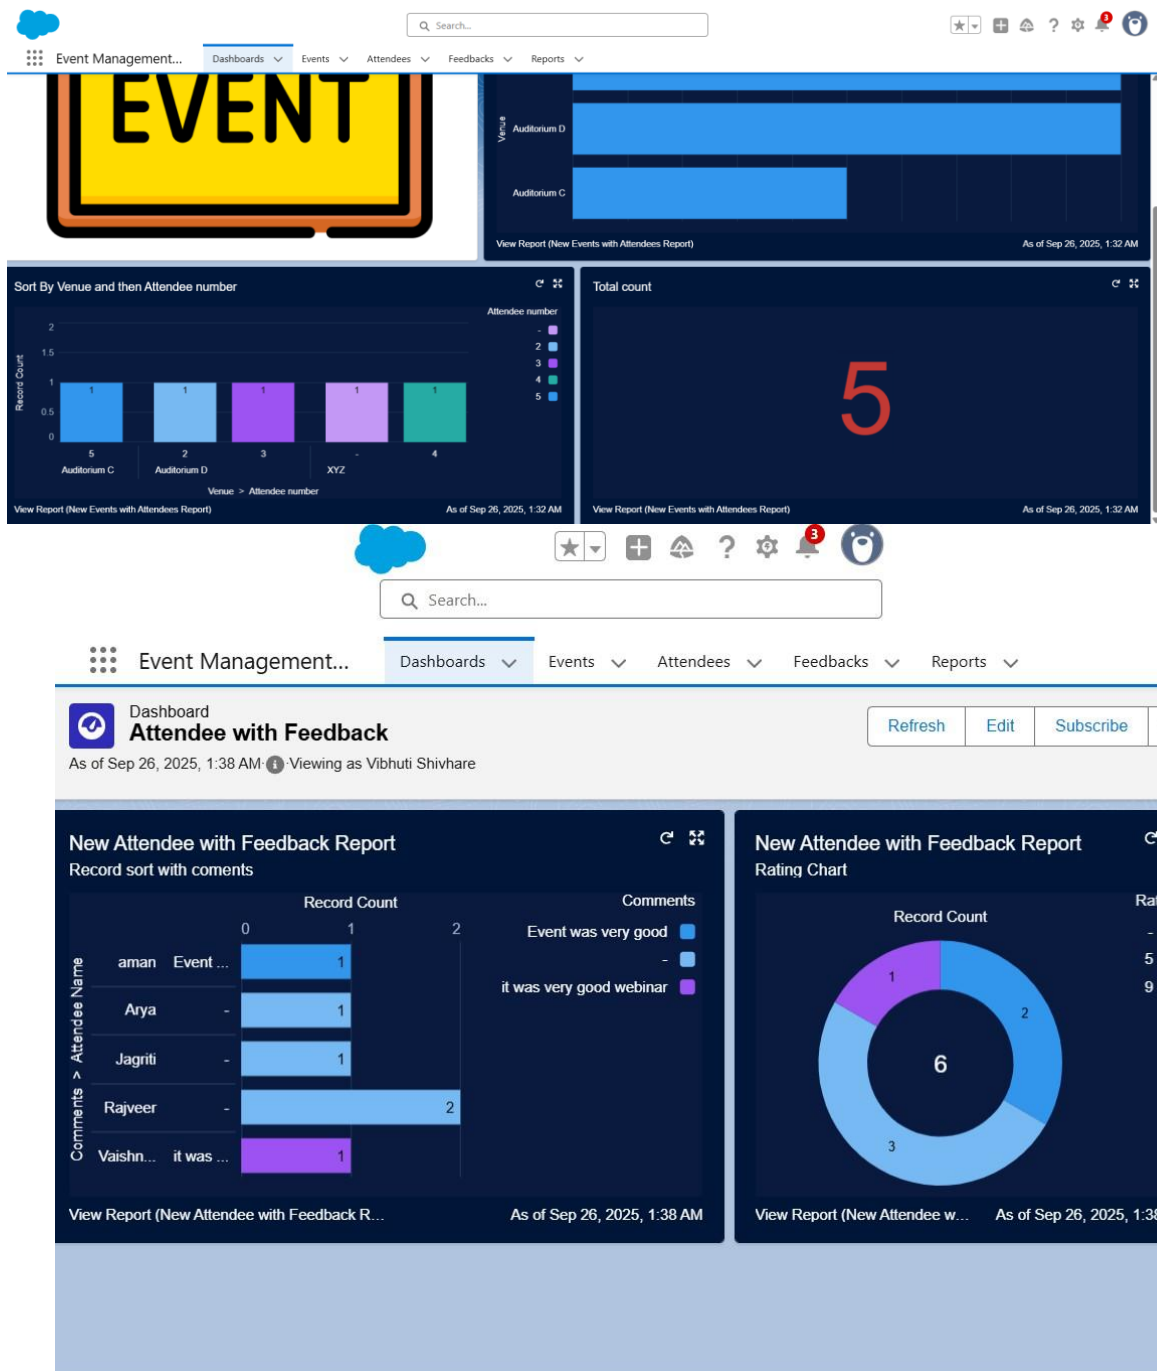 Search...
3
Event Management... Dashboards Events Attendees Feedbacks Reports
EVENT
Venue
Auditorium D
Auditorium C
View Report (New Events with Attendees Report) As of Sep 26, 2025, 1:32 AM
Sort By Venue and then Attendee number
Attendee number
-
2
3
4
5
Record Count
2
1.5
1
0.5
0
1 1 1 1 1
5 2 3 - 4
Auditorium C Auditorium D XYZ
Venue > Attendee number
View Report (New Events with Attendees Report) As of Sep 26, 2025, 1:32 AM
Total count
5
View Report (New Events with Attendees Report) As of Sep 26, 2025, 1:32 AM
3
Search...
Event Management... Dashboards Events Attendees Feedbacks Reports
Dashboard
Attendee with Feedback
As of Sep 26, 2025, 1:38 AM·Viewing as Vibhuti Shivhare
Refresh Edit Subscribe
New Attendee with Feedback Report
Record sort with coments
Record Count
0 1 2
Comments > Attendee Name
aman Event ... 1
Arya - 1
Jagriti - 1
Rajveer - 2
Vaishn... it was ... 1
Comments
Event was very good
-
it was very good webinar
View Report (New Attendee with Feedback R... As of Sep 26, 2025, 1:38 AM
New Attendee with Feedback Report
Rating Chart
Record Count
Rat
-
5
9
1
2
6
3
View Report (New Attendee w... As of Sep 26, 2025, 1:38